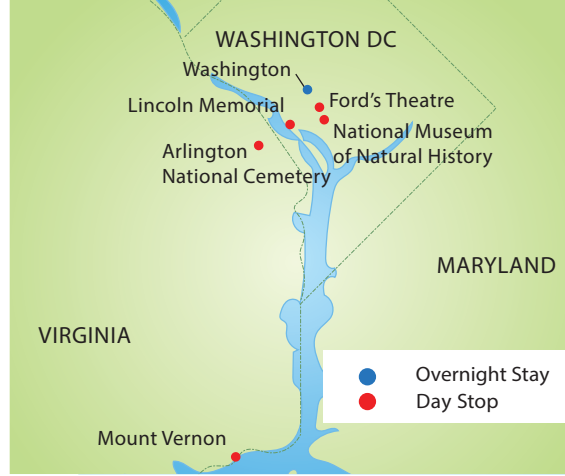 WASHINGTON DC
Washington
Ford's Theatre
Lincoln Memorial
National Museum
of Natural History
Arlington
National Cemetery
MARYLAND
VIRGINIA
Overnight Stay
Day Stop
Mount Vernon